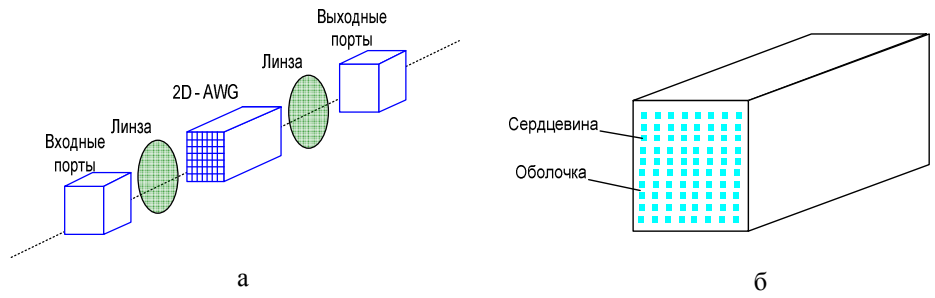 Выходные
порты
Линза
2D - AWG
Линза
Входные
порты
Сердцевина
Оболочка
а
б